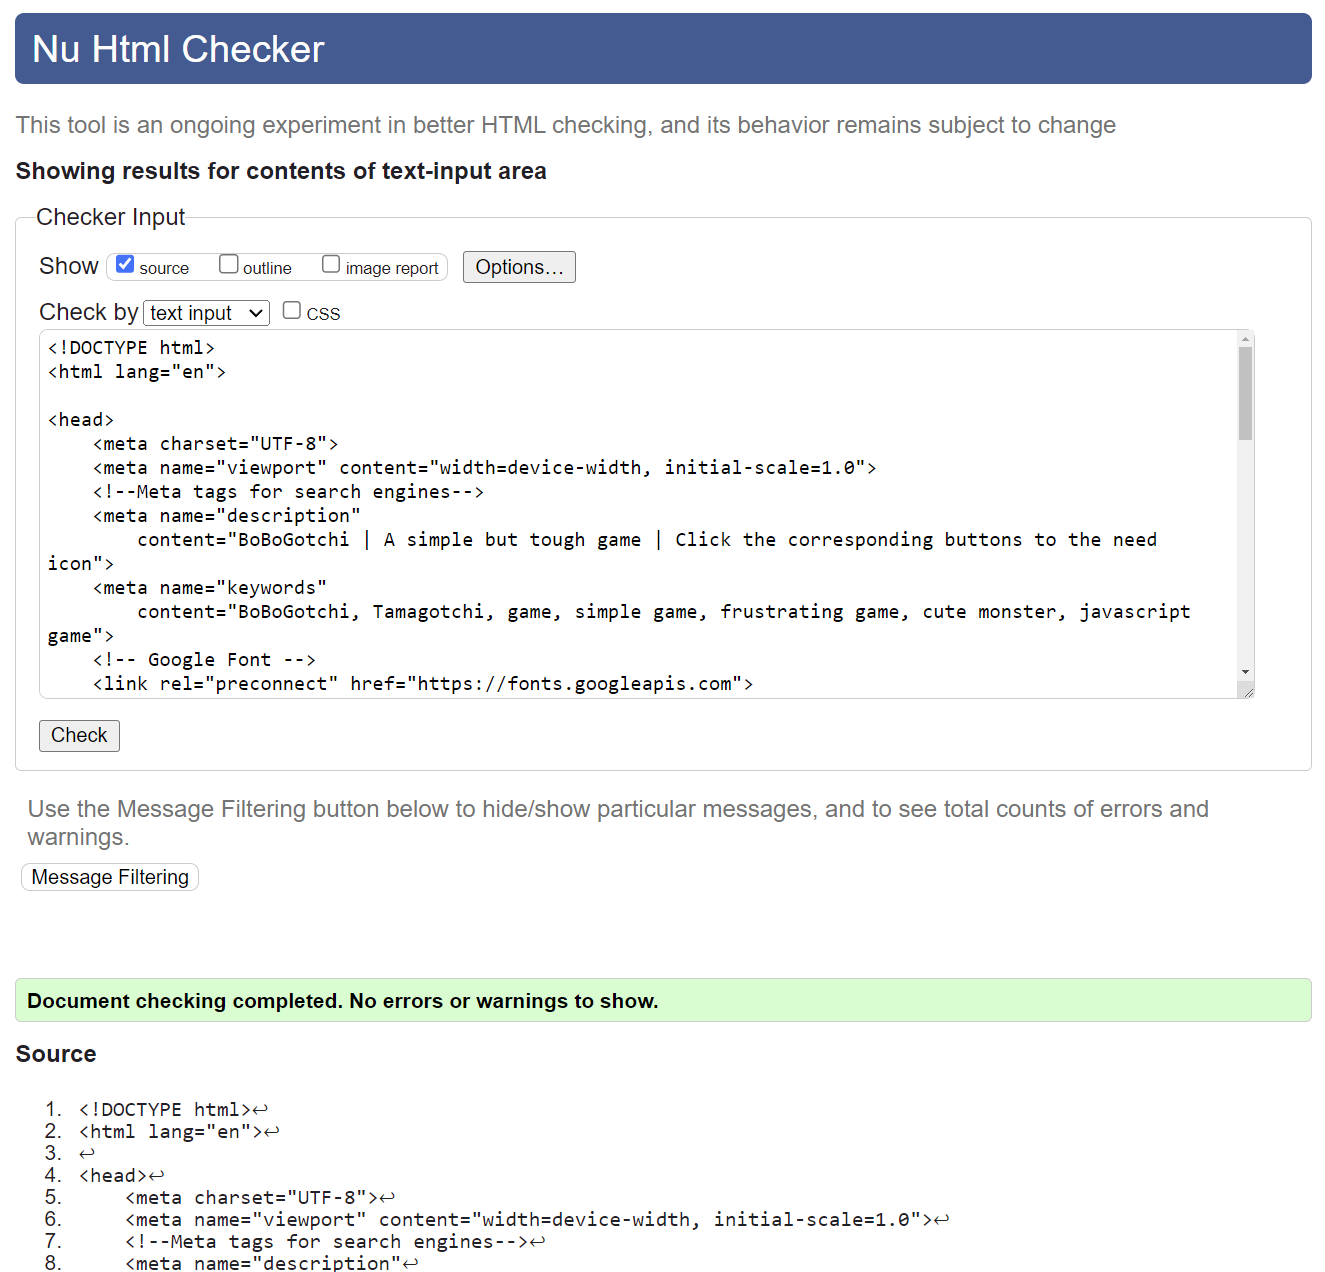 Nu Html Checker
This tool is an ongoing experiment in better HTML checking, and its behavior remains subject to change
Showing results for contents of text-input area
Checker Input
Show source outline image report Options...
Check by text input CSS
<!DOCTYPE html>
<html lang="en">
<head>
<meta charset="UTF-8">
<meta name="viewport" content="width=device-width, initial-scale=1.0">
<!--Meta tags for search engines-->
<meta name="description"
content="BoBoGotchi | A simple but tough game | Click the corresponding buttons to the need
icon">
<meta name="keywords"
content="BoBoGotchi, Tamagotchi, game, simple game, frustrating game, cute monster, javascript
game">
<!-- Google Font -->
<link rel="preconnect" href="https://fonts.googleapis.com">
Check
Use the Message Filtering button below to hide/show particular messages, and to see total counts of errors and
warnings.
Message Filtering
Document checking completed. No errors or warnings to show.
Source
1. <!DOCTYPE html>↩
2. <html lang="en">↩
3. ↩
4. <head>↩
5. <meta charset="UTF-8">↩
6. <meta name="viewport" content="width=device-width, initial-scale=1.0">↩
7. <!--Meta tags for search engines-->↩
8. <meta name="description"↩